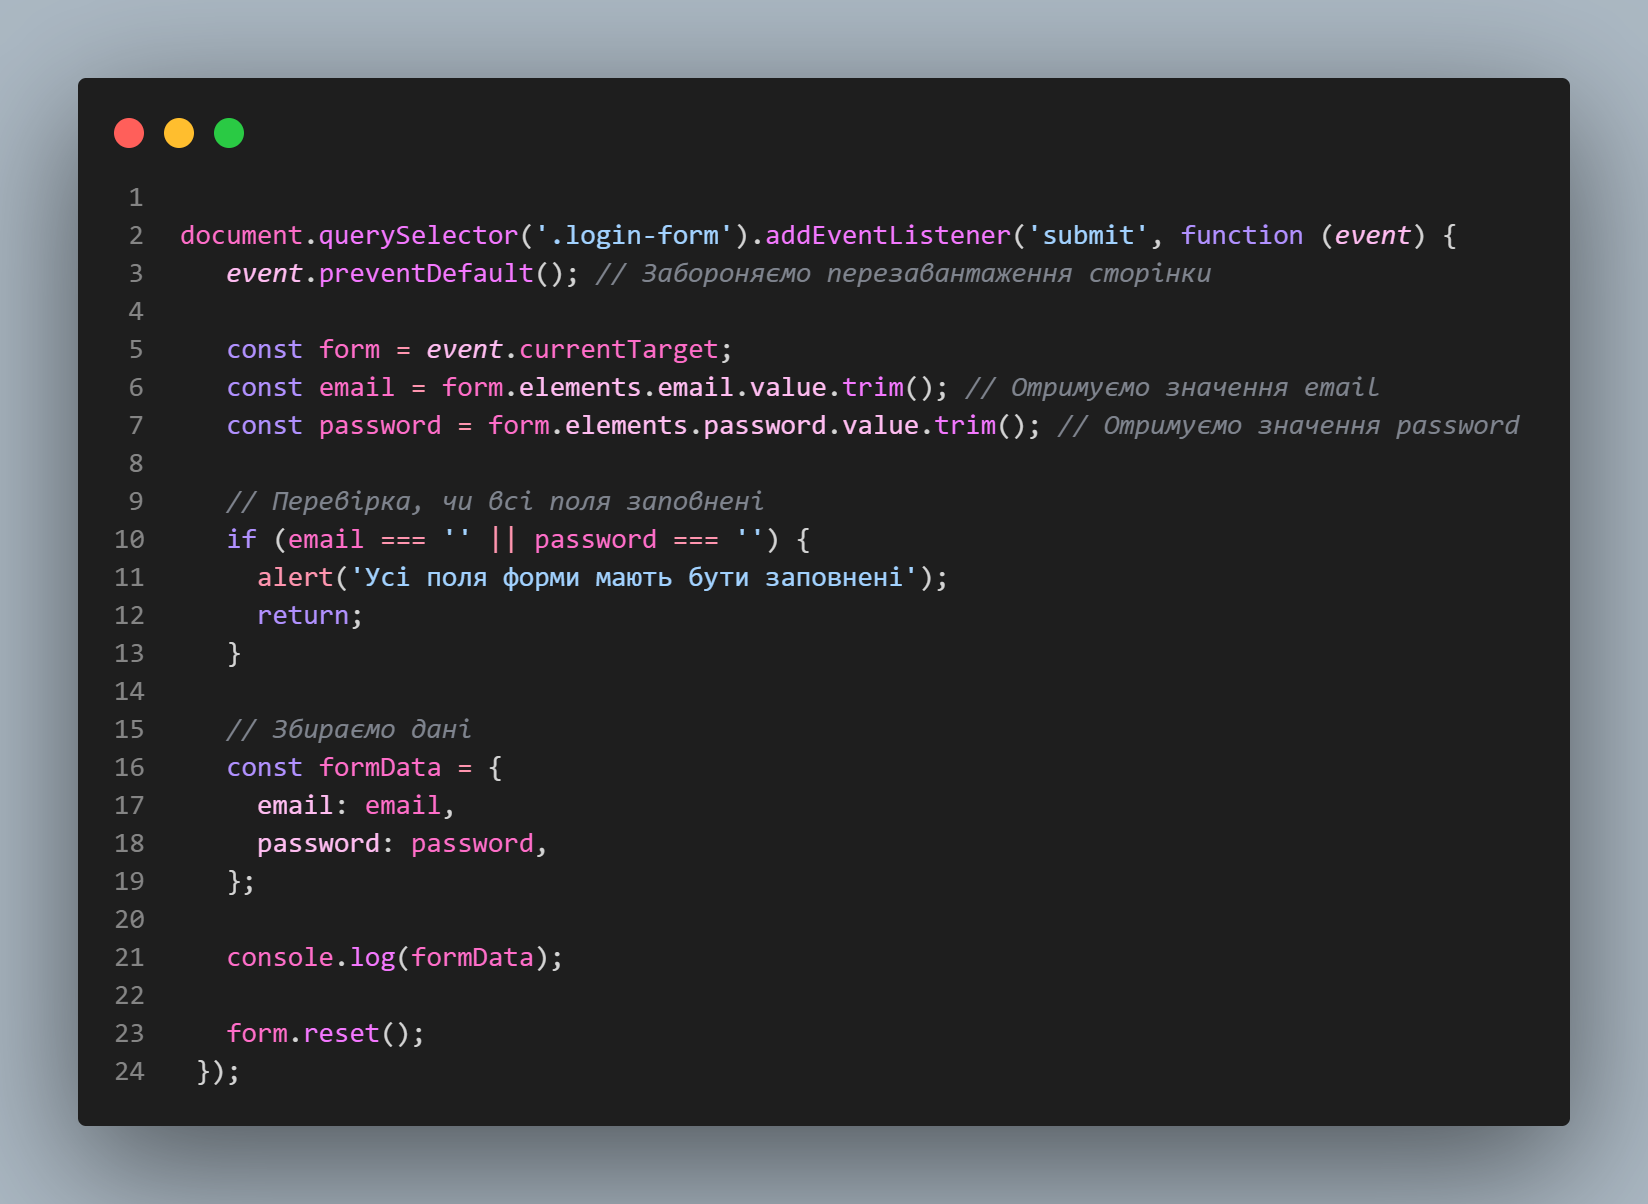 1
2 document.querySelector('.login-form').addEventListener('submit', function (event) {
3    event.preventDefault(); // Забороняємо перезавантаження сторінки
4
5    const form = event.currentTarget;
6    const email = form.elements.email.value.trim(); // Отримуємо значення email
7    const password = form.elements.password.value.trim(); // Отримуємо значення password
8
9    // Перевірка, чи всі поля заповнені
10    if (email === '' || password === '') {
11      alert('Усі поля форми мають бути заповнені');
12      return;
13    }
14
15    // Збираємо дані
16    const formData = {
17      email: email,
18      password: password,
19    };
20
21    console.log(formData);
22
23    form.reset();
24  });